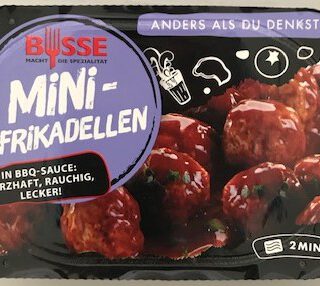 ANDERS ALS DU DENKST
BUSSE
MACHT DIE SPEZIALITÄT
MiNi-
FRIKADELLEN
IN BBQ-SAUCE:
RZHAFT, RAUCHIG,
LECKER!
2 MIN